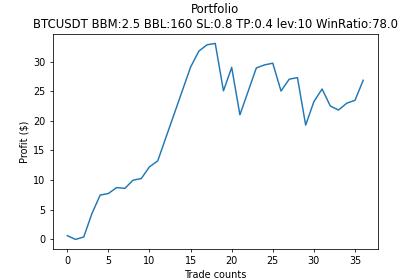 Portfolio
BTCUSDT BBM:2.5 BBL:160 SL:0.8 TP:0.4 lev:10 WinRatio:78.0
Profit ($)
30
25
20
15
10
5
0
0 5 10 15 20 25 30 35
Trade counts